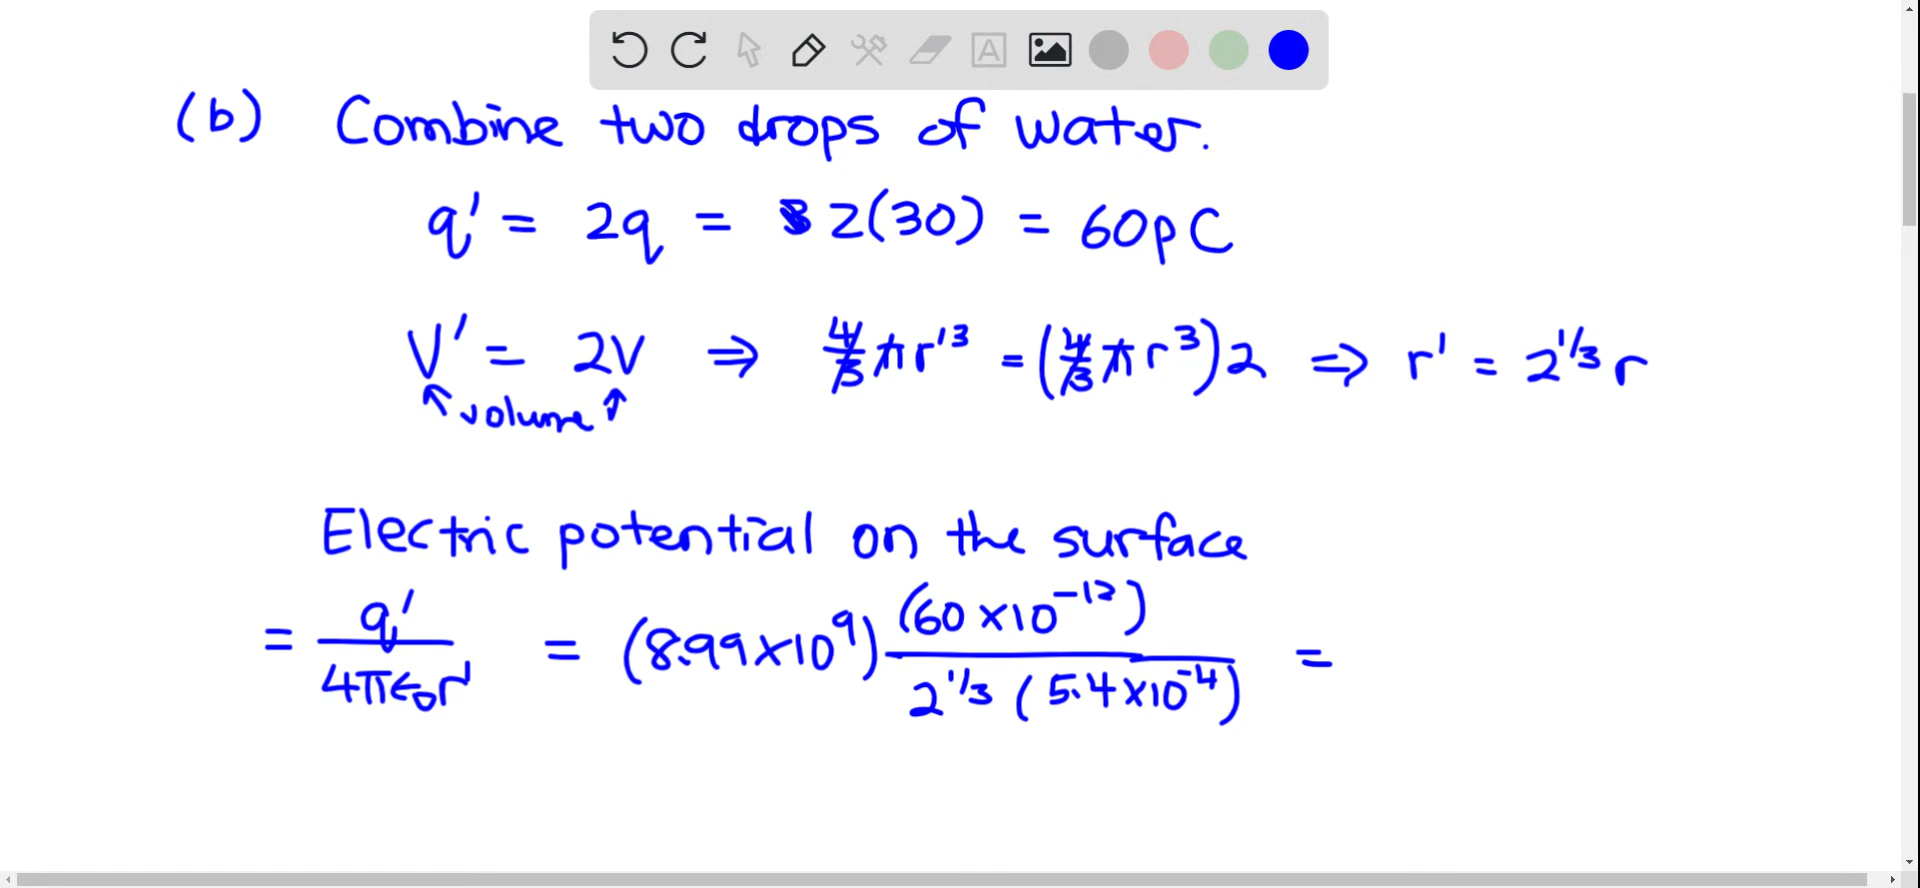 (b) Combine two drops of water.
q' = 2q = 2(30) = 60pC
V' = 2V ⇒ 4/3 πr'³ = (4/3 πr³)2 ⇒ r' = 2^1/3 r
↖ volume ↗
Electric potential on the surface
= q'/4πϵ₀r' = (8.99×10⁹) (60×10⁻¹²)/2^1/3 (5.4×10⁻⁴) =